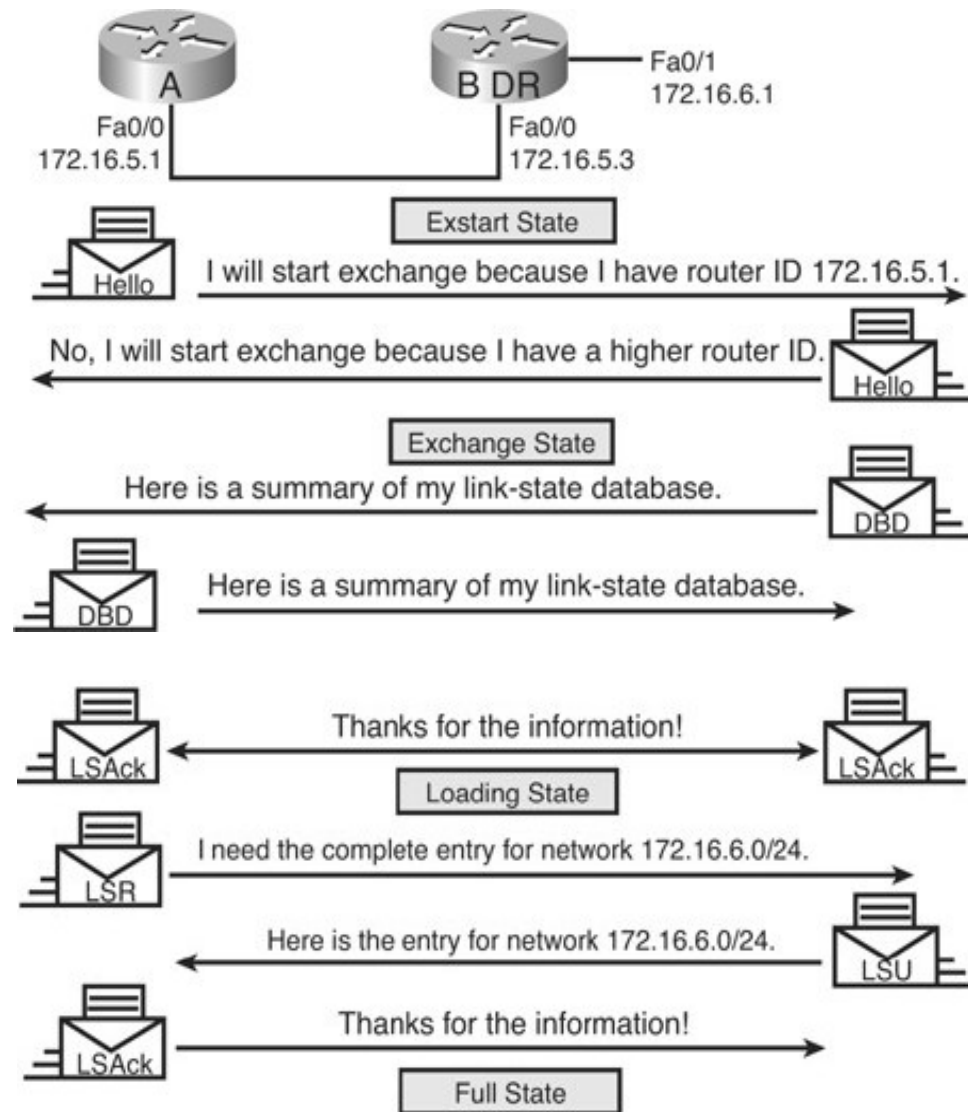 A
B DR
Fa0/1
172.16.6.1
Fa0/0
172.16.5.1
Fa0/0
172.16.5.3
Exstart State
Hello
I will start exchange because I have router ID 172.16.5.1.
No, I will start exchange because I have a higher router ID.
Hello
Exchange State
Here is a summary of my link-state database.
DBD
DBD
Here is a summary of my link-state database.
LSAck
Thanks for the information!
LSAck
Loading State
LSR
I need the complete entry for network 172.16.6.0/24.
Here is the entry for network 172.16.6.0/24.
LSU
LSAck
Thanks for the information!
Full State